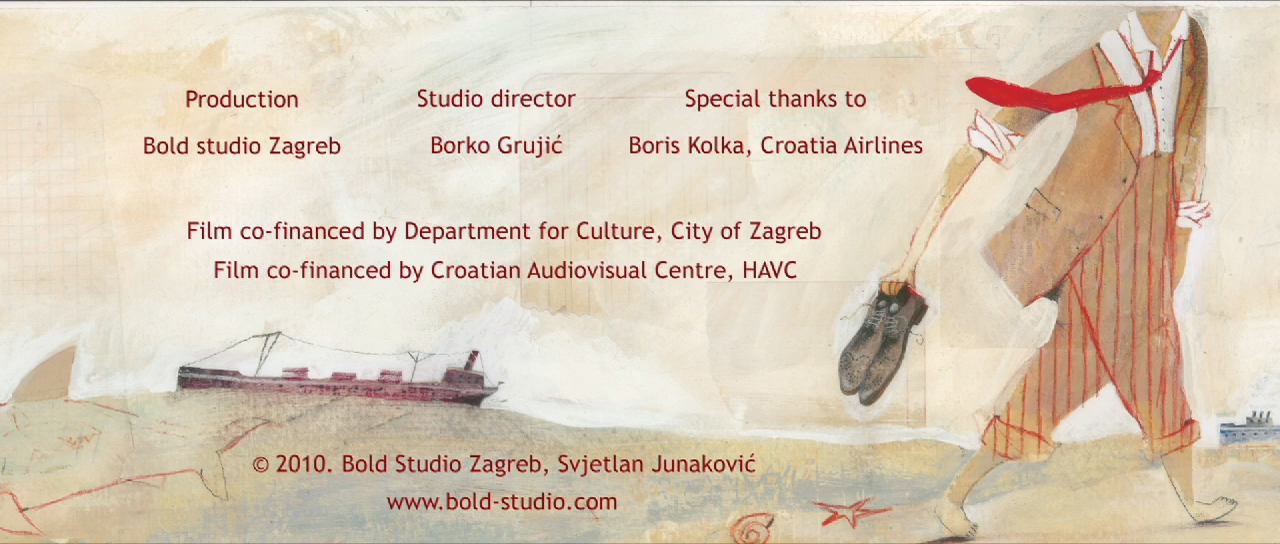 Production
Bold studio Zagreb
Studio director
Borko Grujić
Special thanks to
Boris Kolka, Croatia Airlines
Film co-financed by Department for Culture, City of Zagreb
Film co-financed by Croatian Audiovisual Centre, HAVC
© 2010. Bold Studio Zagreb, Svjetlan Junaković
www.bold-studio.com